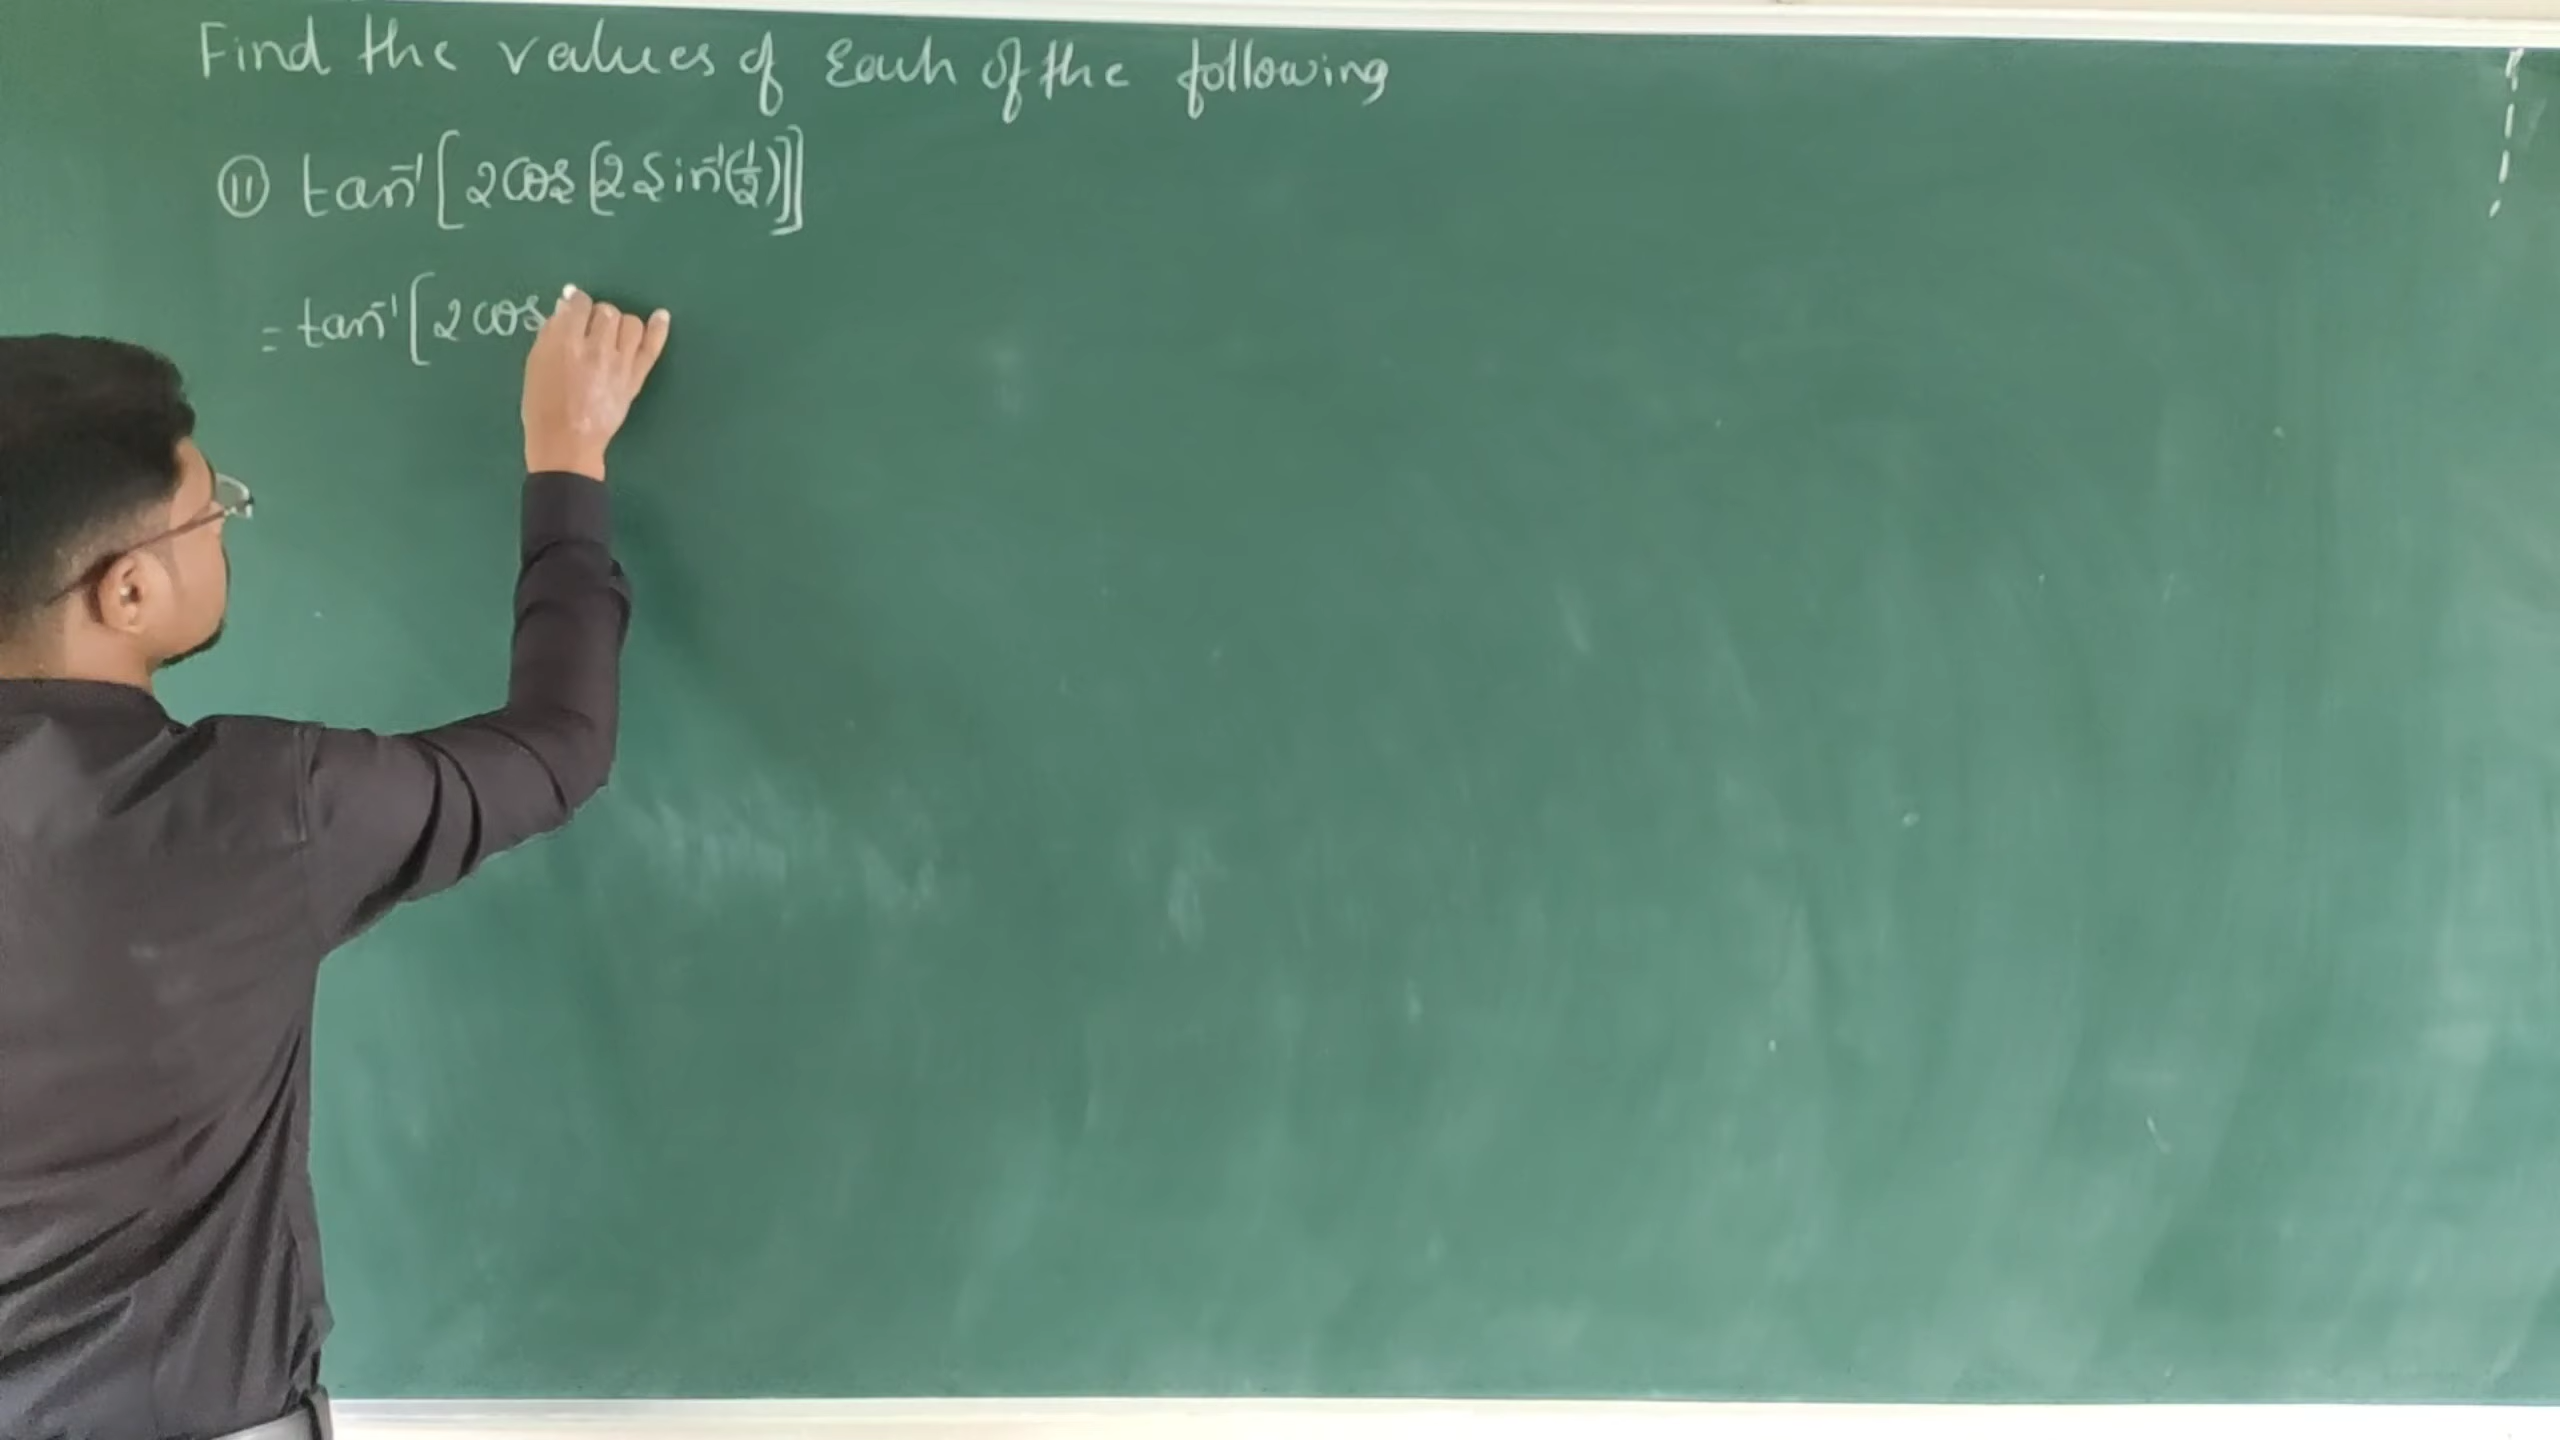 Find the values of Each of the following
⑪ tan⁻¹[2cos[2Sin⁻¹(1/2)]]
= tan⁻¹[2cos